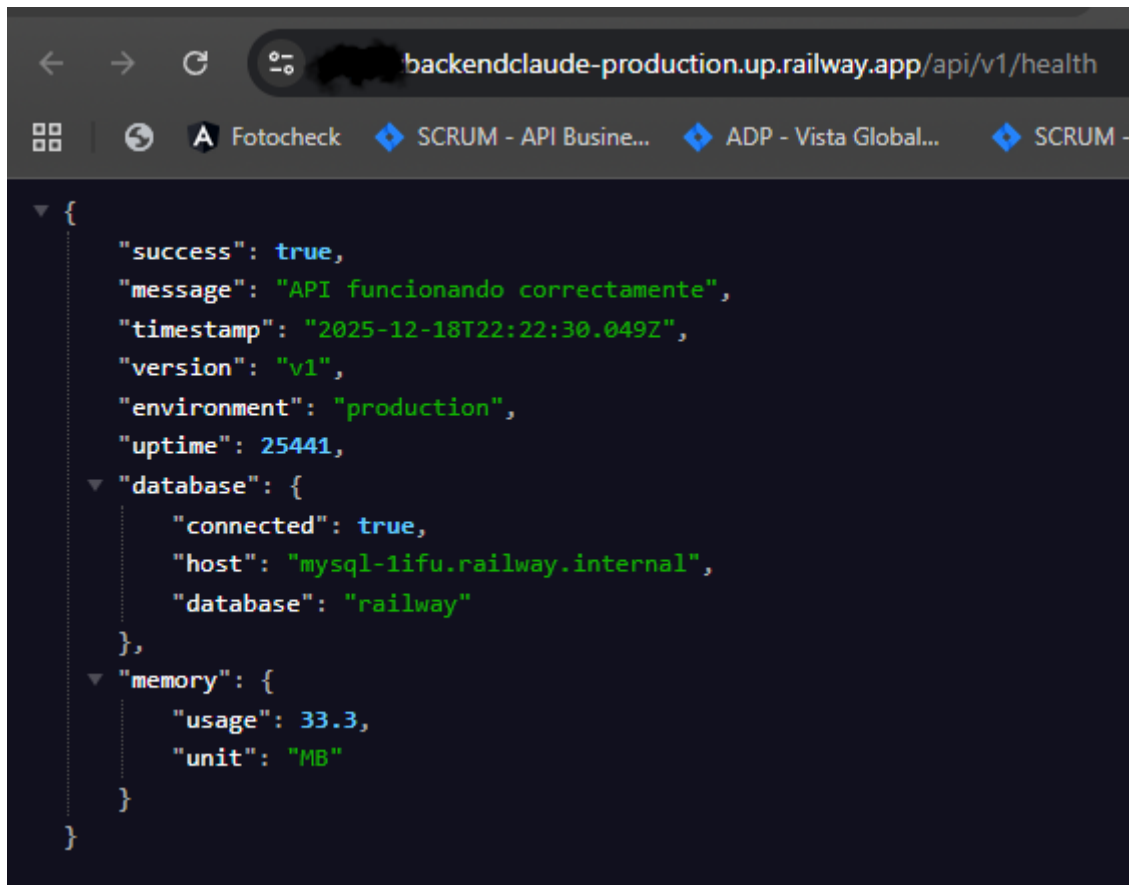 backendclaude-production.up.railway.app/api/v1/health
Fotocheck SCRUM - API Busine... ADP - Vista Global... SCRUM -
{
"success": true,
"message": "API funcionando correctamente",
"timestamp": "2025-12-18T22:22:30.049Z",
"version": "v1",
"environment": "production",
"uptime": 25441,
"database": {
"connected": true,
"host": "mysql-1ifu.railway.internal",
"database": "railway"
},
"memory": {
"usage": 33.3,
"unit": "MB"
}
}